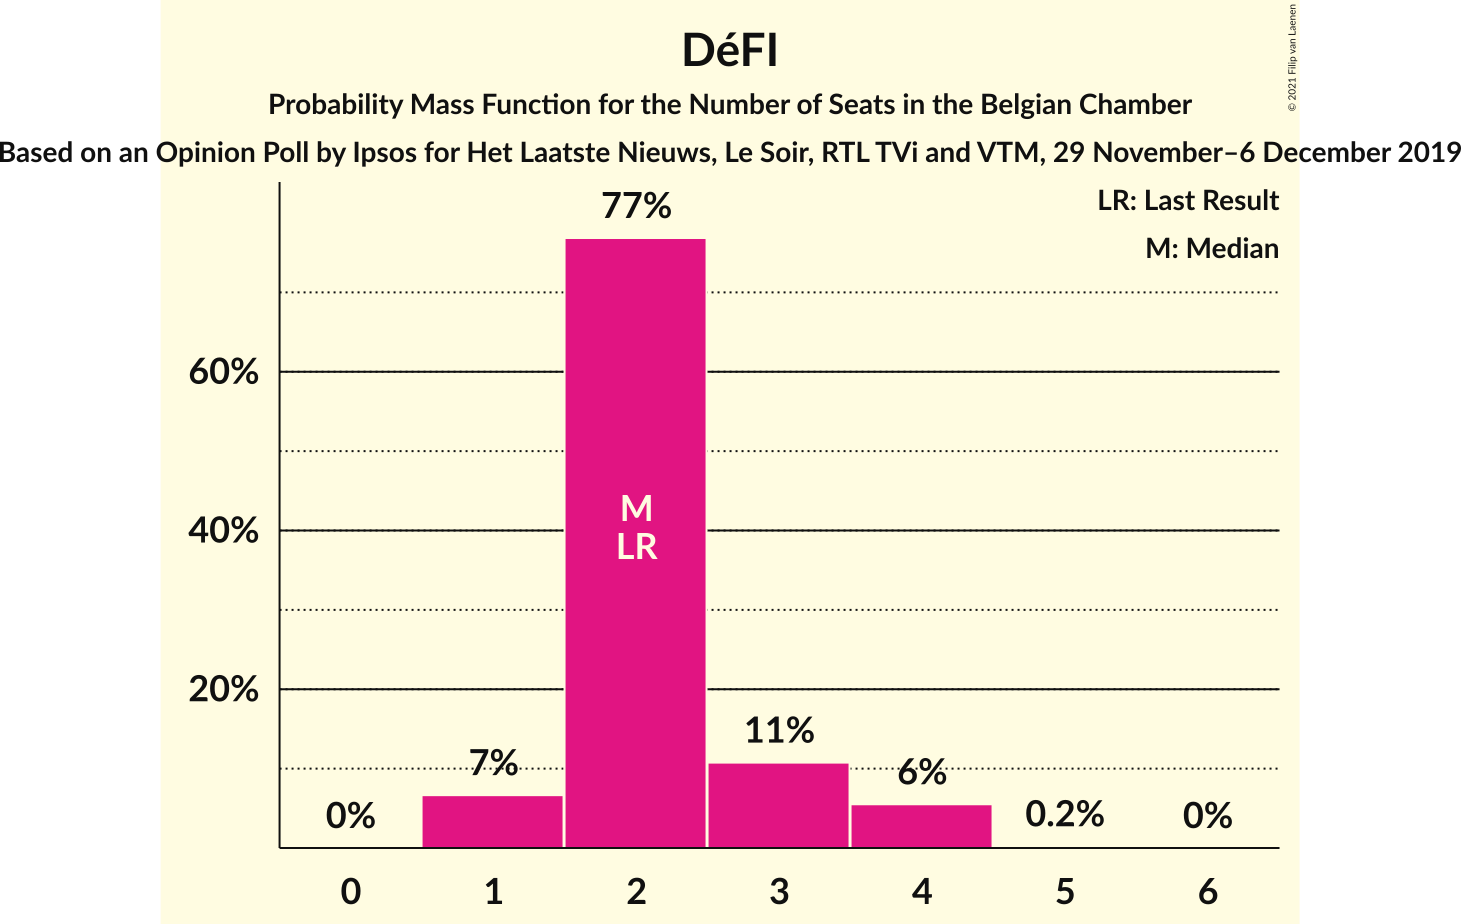 DéFI
Probability Mass Function for the Number of Seats in the Belgian Chamber
Based on an Opinion Poll by Ipsos for Het Laatste Nieuws, Le Soir, RTL TVi and VTM, 29 November–6 December 2019
© 2021 Filip van Laenen
LR: Last Result
M: Median
77%
60%
M
40%
LR
20%
11%
7%
6%
0%
0.2%
0%
0 1 2 3 4 5 6